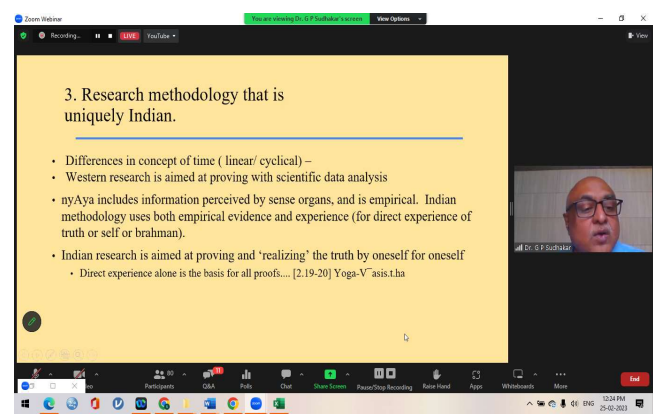 Zoom Webinar
You are viewing Dr. G P Sudhakar's screen
View Options
Recording...
LIVE
YouTube
View
3. Research methodology that is
uniquely Indian.
• Differences in concept of time ( linear/ cyclical) –
• Western research is aimed at proving with scientific data analysis
• nyAya includes information perceived by sense organs, and is empirical. Indian
methodology uses both empirical evidence and experience (for direct experience of
truth or self or brahman).
• Indian research is aimed at proving and ‘realizing’ the truth by oneself for oneself
• Direct experience alone is the basis for all proofs.... [2.19-20] Yoga-V¯asis.t.ha
Dr. G P Sudhakar
80
11
Participants
Q&A
Polls
Chat
Share Screen
Pause/Stop Recording
Raise Hand
Apps
Whiteboards
More
End
ENG
12:24 PM
25-02-2023